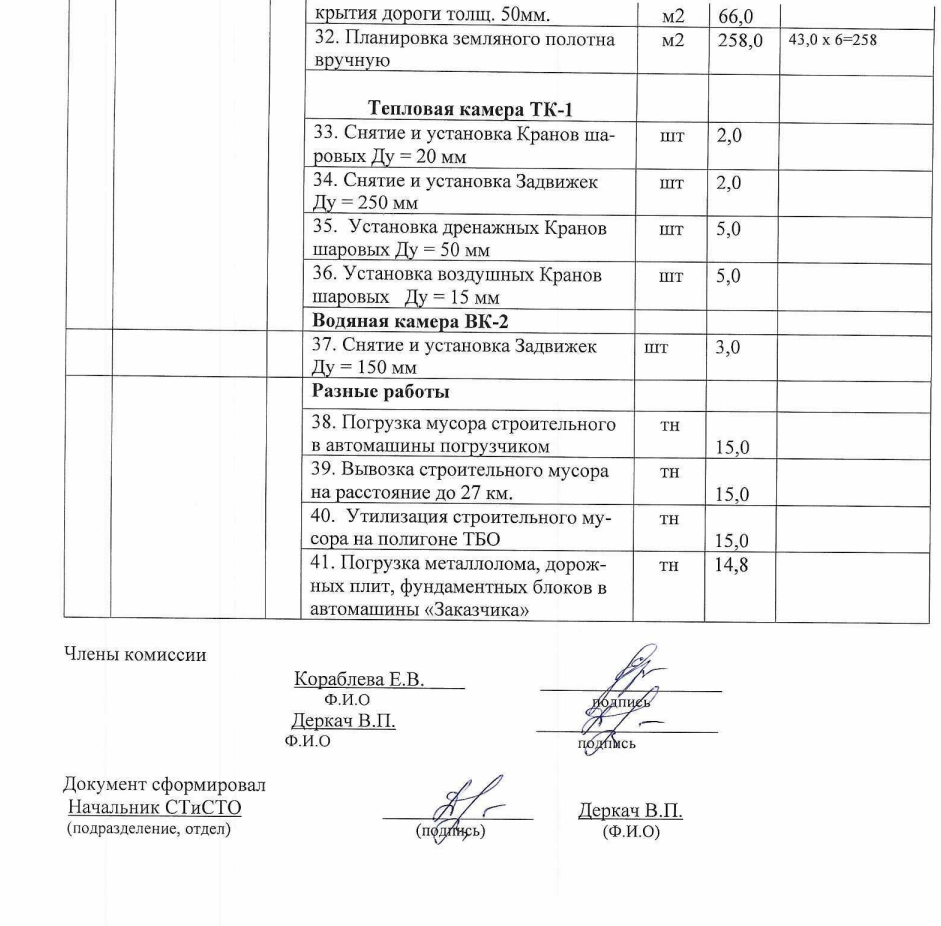 крытия дороги толщ. 50мм. м2 66,0
32. Планировка земляного полотна м2 258,0 43,0 х 6=258
вручную
Тепловая камера ТК-1
33. Снятие и установка Кранов ша- шт 2,0
ровых Ду = 20 мм
34. Снятие и установка Задвижек шт 2,0
Ду = 250 мм
35. Установка дренажных Кранов шт 5,0
шаровых Ду = 50 мм
36. Установка воздушных Кранов шт 5,0
шаровых Ду = 15 мм
Водяная камера ВК-2
37. Снятие и установка Задвижек шт 3,0
Ду = 150 мм
Разные работы
38. Погрузка мусора строительного тн
в автомашины погрузчиком 15,0
39. Вывозка строительного мусора тн
на расстояние до 27 км. 15,0
40. Утилизация строительного му- тн
сора на полигоне ТБО 15,0
41. Погрузка металлолома, дорож- тн 14,8
ных плит, фундаментных блоков в
автомашины «Заказчика»
Члены комиссии
Кораблева Е.В.
Ф.И.О подпись
Деркач В.П.
Ф.И.О подпись
Документ сформировал
Начальник СТиСТО Деркач В.П.
(подразделение, отдел) (подпись) (Ф.И.О)